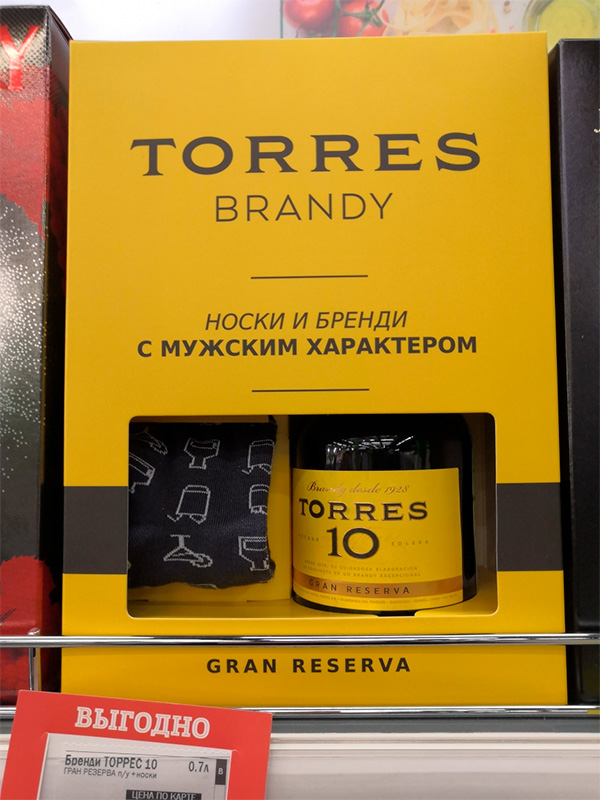 TORRES
BRANDY
НОСКИ И БРЕНДИ
С МУЖСКИМ ХАРАКТЕРОМ
Brandy desde 1928
TORRES
10
GRAN RESERVA
GRAN RESERVA
ВЫГОДНО
Бренди ТОРРЕС 10 0.7л
ГРАН РЕЗЕРВА п/у + носки В
ЦЕНА ПО КАРТЕ